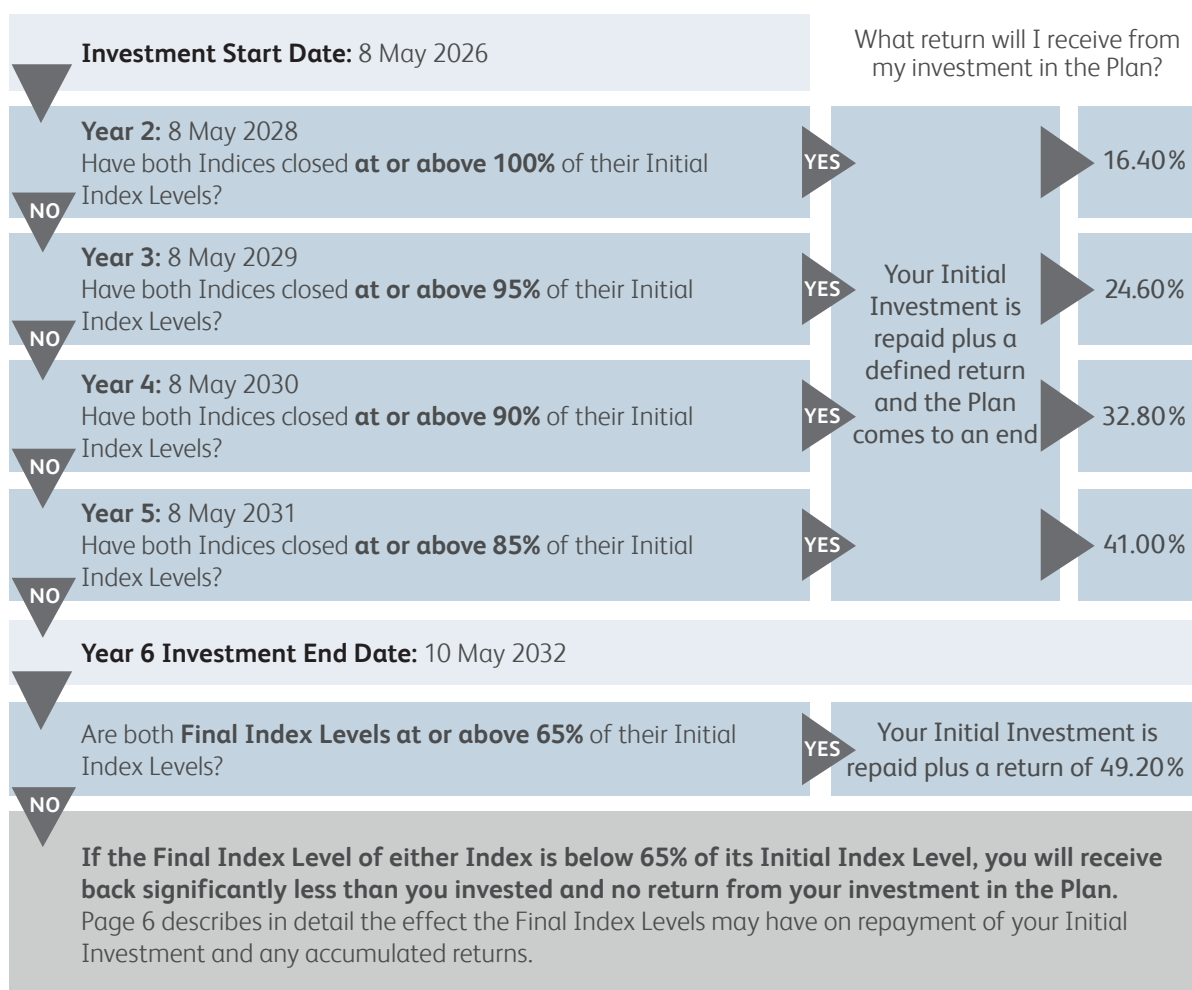 Investment Start Date: 8 May 2026
What return will I receive from
my investment in the Plan?
Year 2: 8 May 2028
Have both Indices closed at or above 100% of their Initial
Index Levels?
YES
16.40%
NO
Year 3: 8 May 2029
Have both Indices closed at or above 95% of their Initial
Index Levels?
YES
24.60%
NO
Year 4: 8 May 2030
Have both Indices closed at or above 90% of their Initial
Index Levels?
YES
32.80%
NO
Year 5: 8 May 2031
Have both Indices closed at or above 85% of their Initial
Index Levels?
YES
41.00%
NO
Your Initial
Investment is
repaid plus a
defined return
and the Plan
comes to an end
Year 6 Investment End Date: 10 May 2032
Are both Final Index Levels at or above 65% of their Initial
Index Levels?
YES
Your Initial Investment is
repaid plus a return of 49.20%
NO
If the Final Index Level of either Index is below 65% of its Initial Index Level, you will receive
back significantly less than you invested and no return from your investment in the Plan.
Page 6 describes in detail the effect the Final Index Levels may have on repayment of your Initial
Investment and any accumulated returns.